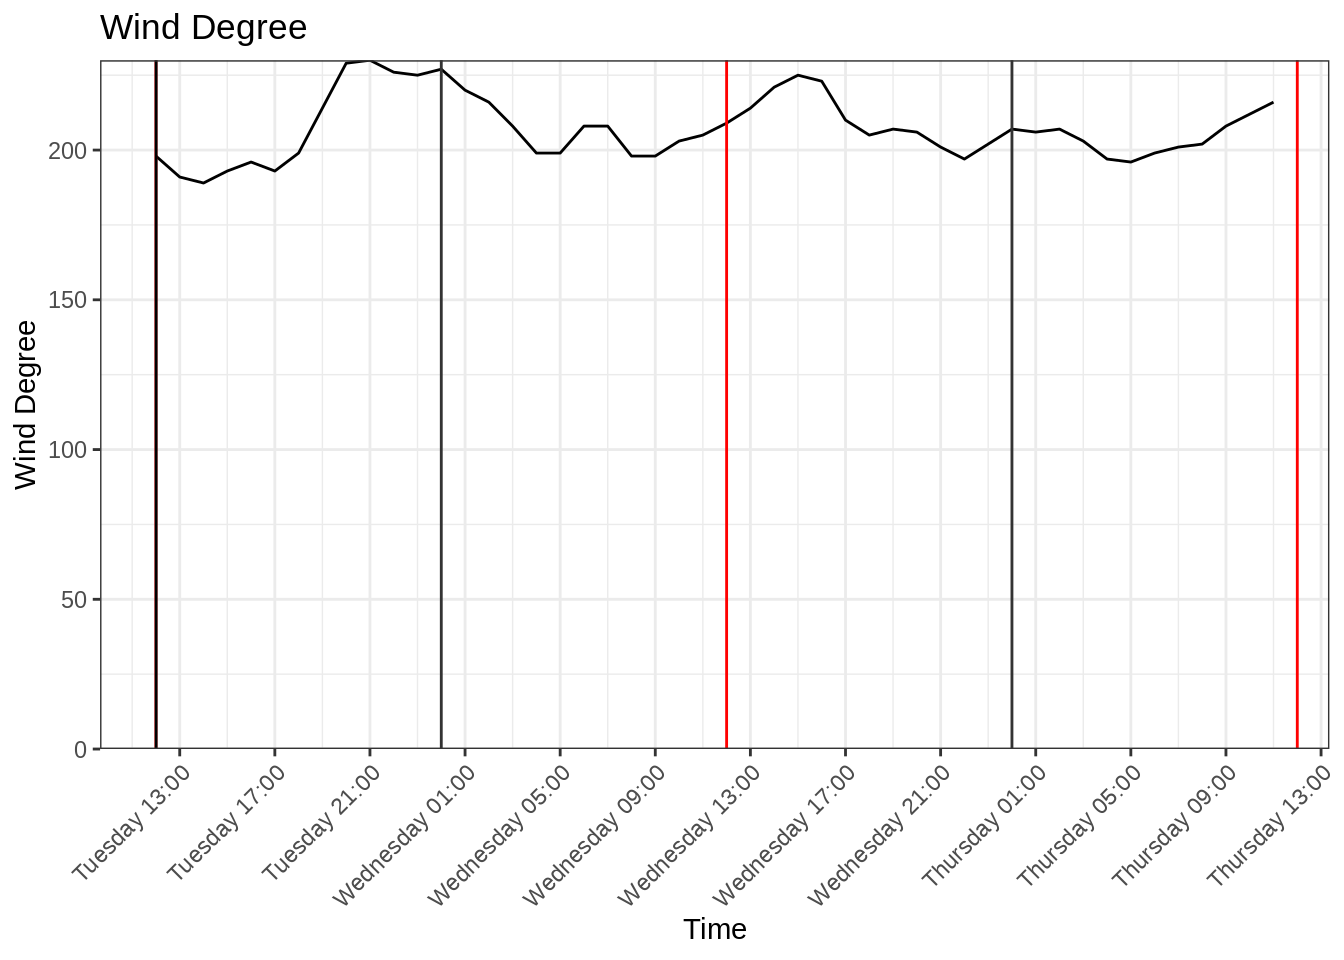 Wind Degree
Wind Degree
200
150
100
50
0
Tuesday 13:00
Tuesday 17:00
Tuesday 21:00
Wednesday 01:00
Wednesday 05:00
Wednesday 09:00
Wednesday 13:00
Wednesday 17:00
Wednesday 21:00
Thursday 01:00
Thursday 05:00
Thursday 09:00
Thursday 13:00
Time